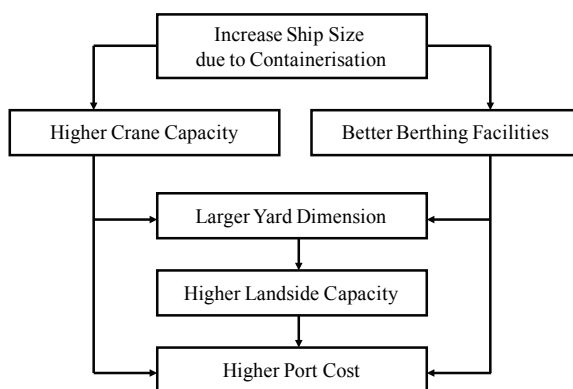 Increase Ship Size
due to Containerisation
Higher Crane Capacity
Better Berthing Facilities
Larger Yard Dimension
Higher Landside Capacity
Higher Port Cost